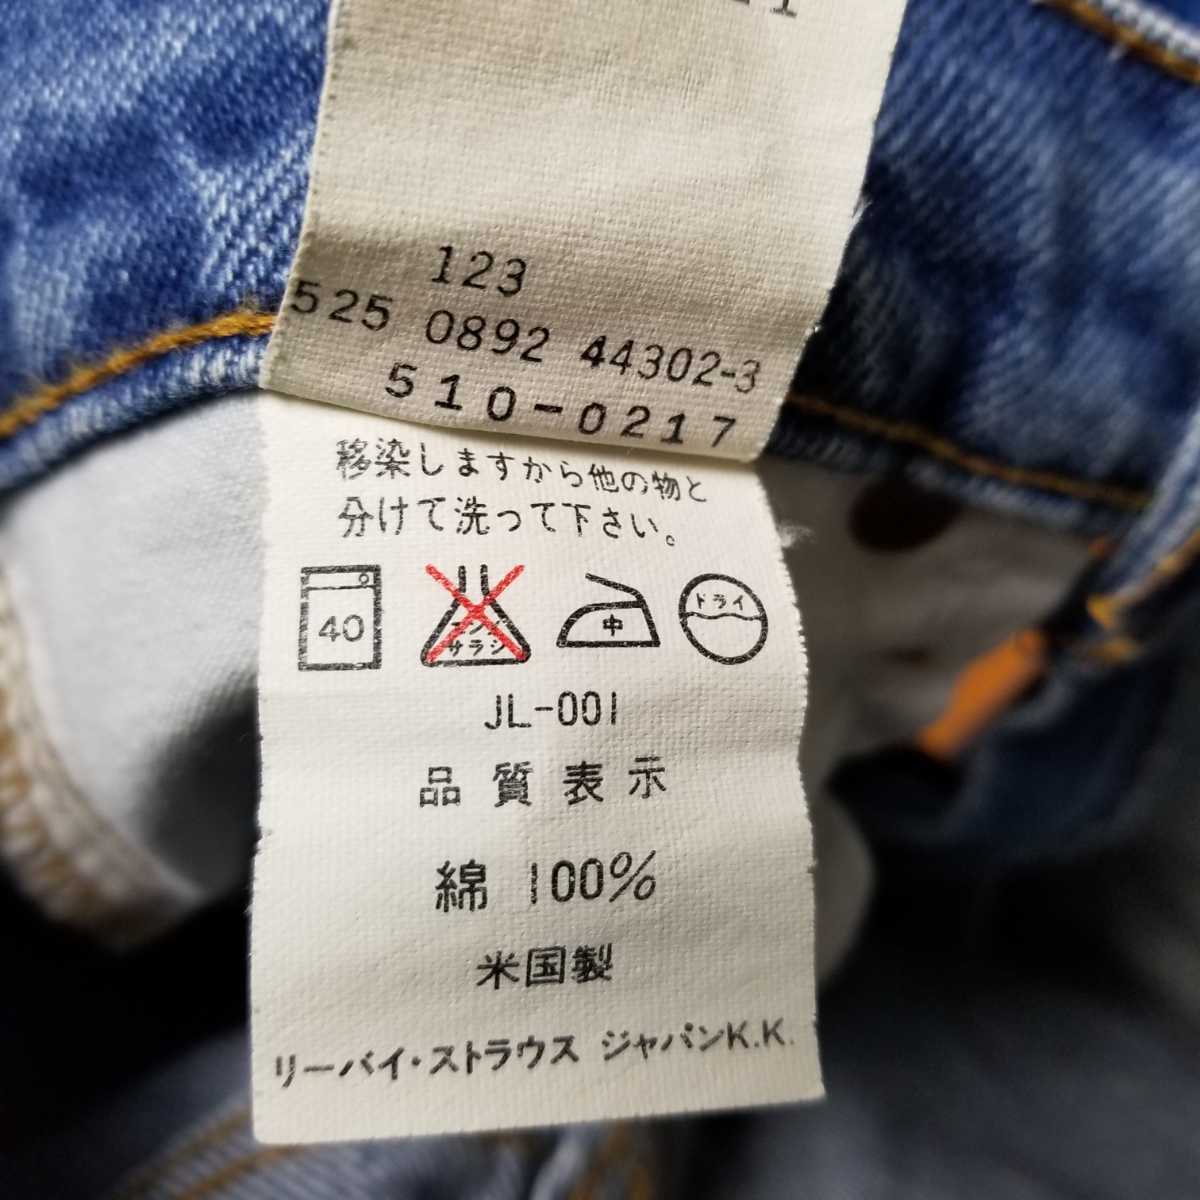 123
525 0892 44302-3
510-0217
移染しますから他の物と
分けて洗って下さい。
40
エンソ
サラシ
中
ドライ
JL-001
品質表示
綿 100%
米国製
リーバイ・ストラウス ジャパンK.K.